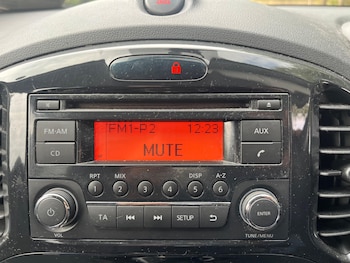 FM1-P2 12:23
MUTE
FM·AM
AUX
CD
RPT MIX DISP A-Z
1 2 3 4 5 6
TA SETUP
VOL
ENTER
TUNE/MENU